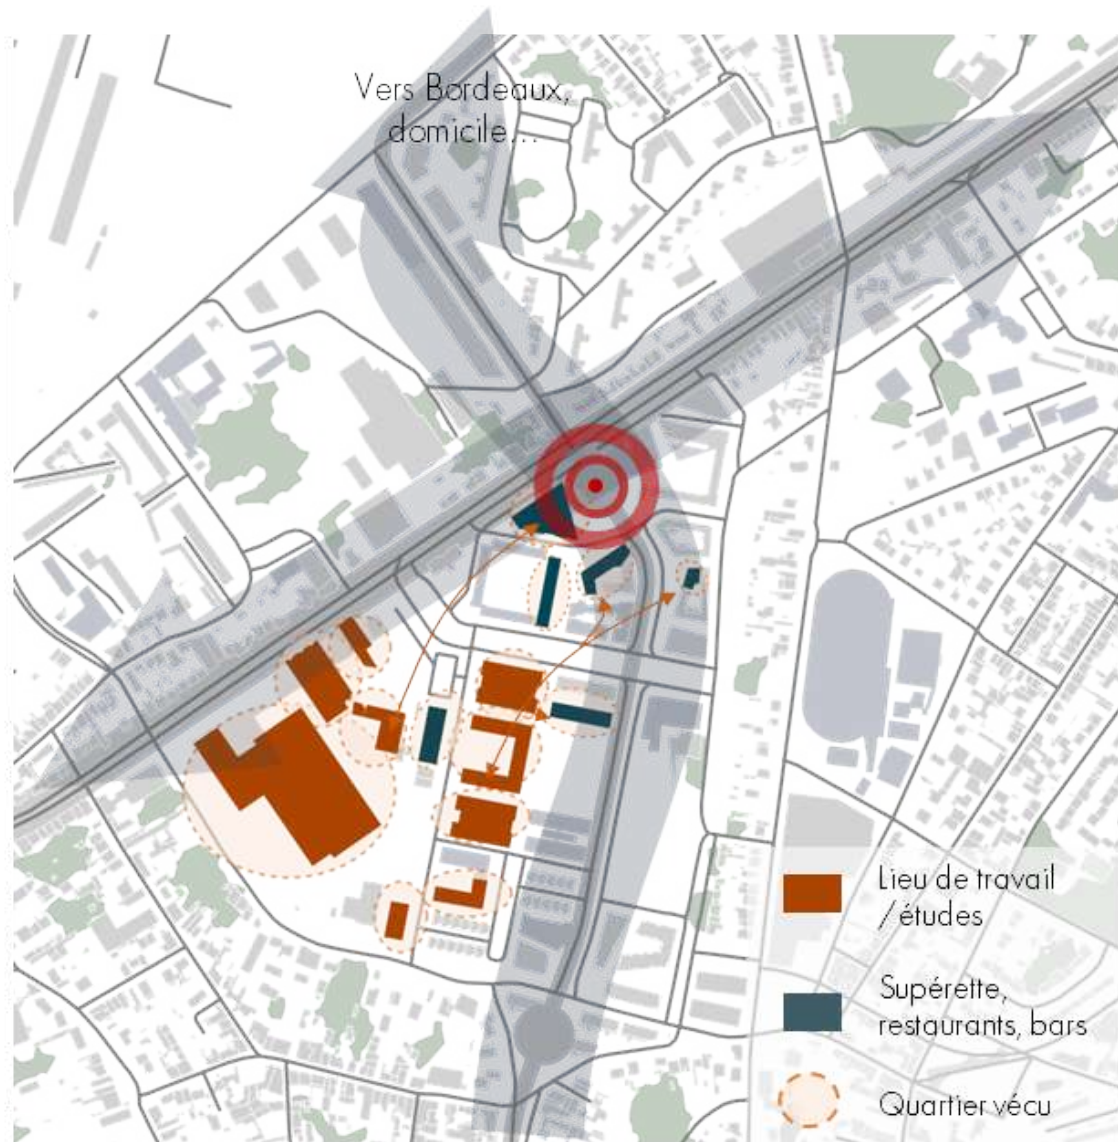 Vers Bordeaux,
domicile...
Lieu de travail
/études
Supérette,
restaurants, bars
Quartier vécu